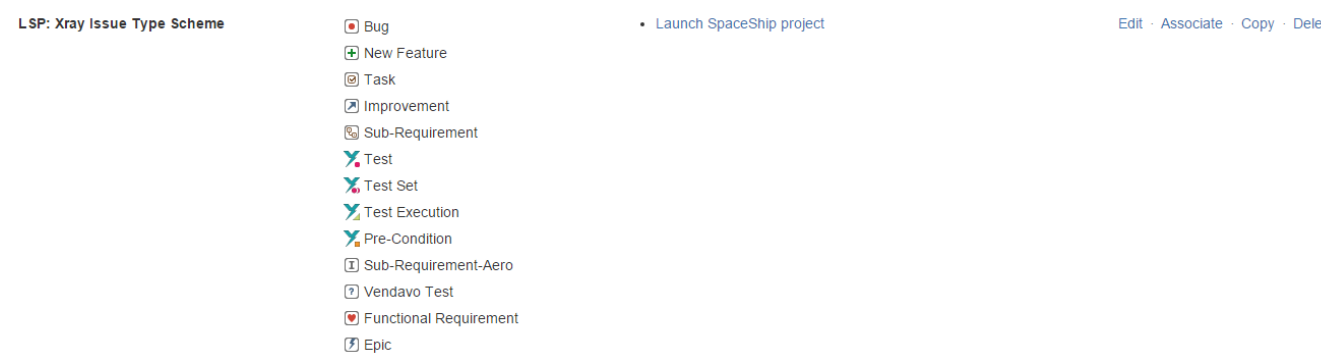 LSP: Xray Issue Type Scheme
Bug
New Feature
Task
Improvement
Sub-Requirement
Test
Test Set
Test Execution
Pre-Condition
Sub-Requirement-Aero
Vendavo Test
Functional Requirement
Epic
• Launch SpaceShip project
Edit · Associate · Copy · Dele